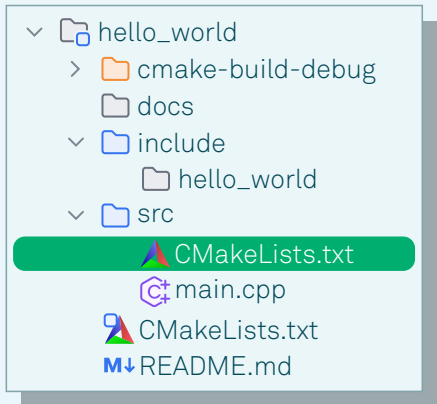 hello_world
cmake-build-debug
docs
include
hello_world
src
CMakeLists.txt
C++ main.cpp
CMakeLists.txt
M↓ README.md